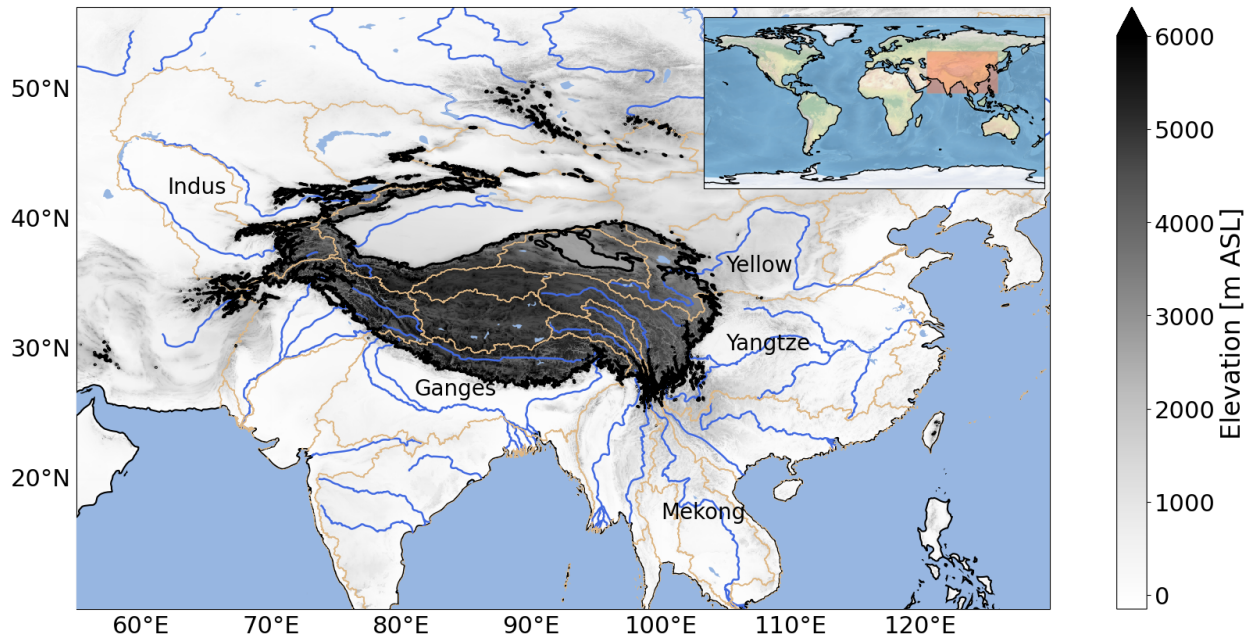 50°N
40°N
30°N
20°N
60°E
70°E
80°E
90°E
100°E
110°E
120°E
Indus
Yellow
Yangtze
Ganges
Mekong
6000
5000
4000
3000
2000
1000
0
Elevation [m ASL]